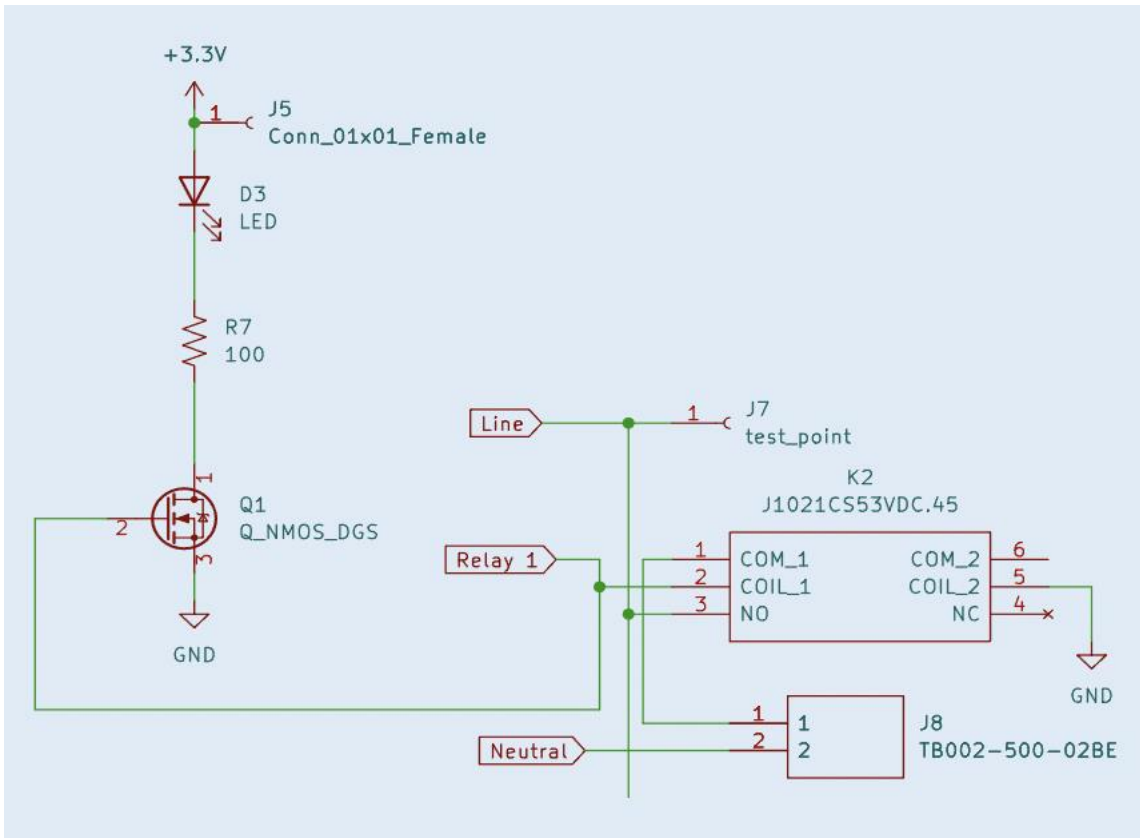 +3.3V
1
J5
Conn_01x01_Female
D3
LED
R7
100
1
2
3
Q1
Q_NMOS_DGS
GND
Line
1
J7
test_point
K2
J1021CS53VDC.45
Relay 1
1 COM_1 COM_2 6
2 COIL_1 COIL_2 5
3 NO NC 4
GND
1 1
2 2
J8
TB002-500-02BE
Neutral